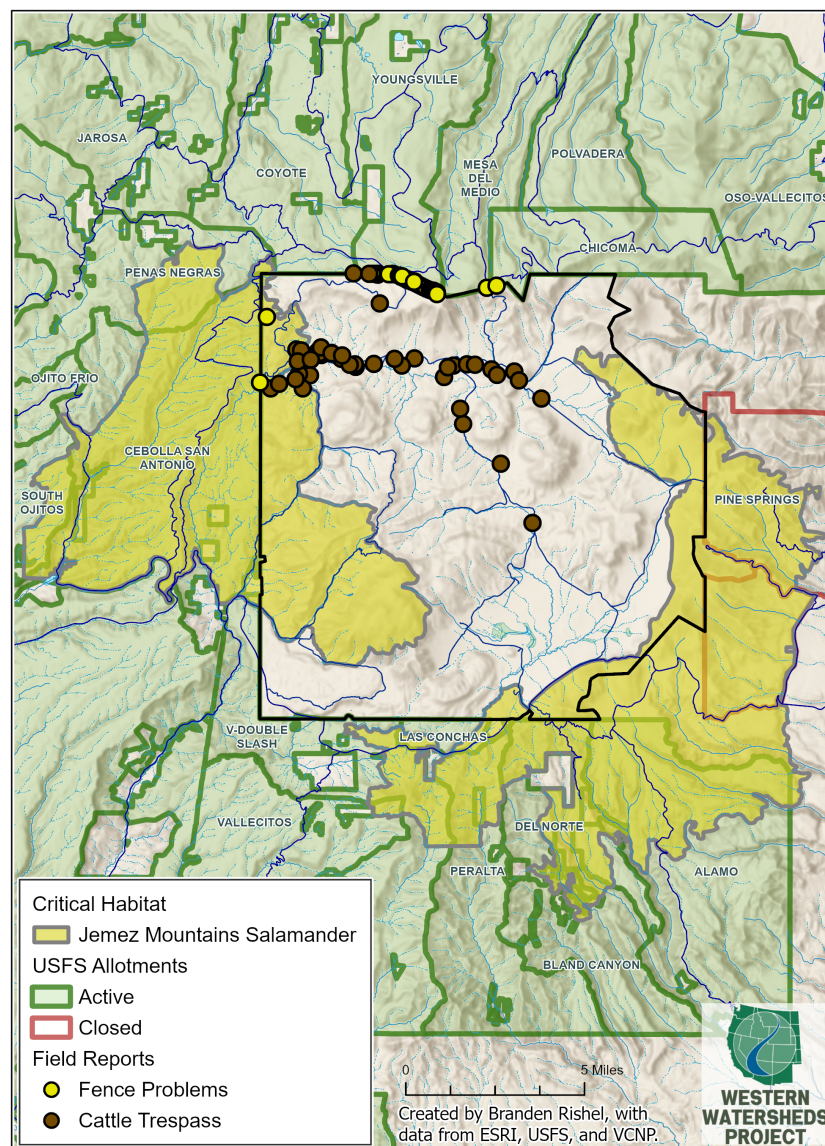 YOUNGSVILLE
JAROSA
COYOTE
MESA
DEL
MEDIO
POLVADERA
OSO-VALLECITOS
CHICOMA
PENAS NEGRAS
OJITO FRIO
CEBOLLA SAN
ANTONIO
SOUTH
OJITOS
PINE SPRINGS
V-DOUBLE
SLASH
LAS CONCHAS
VALLECITOS
DEL NORTE
PERALTA
ALAMO
BLAND CANYON
Critical Habitat
Jemez Mountains Salamander
USFS Allotments
Active
Closed
Field Reports
Fence Problems
Cattle Trespass
0 5 Miles
Created by Branden Rishel, with
data from ESRI, USFS, and VCNP.
WESTERN
WATERSHEDS
PROJECT